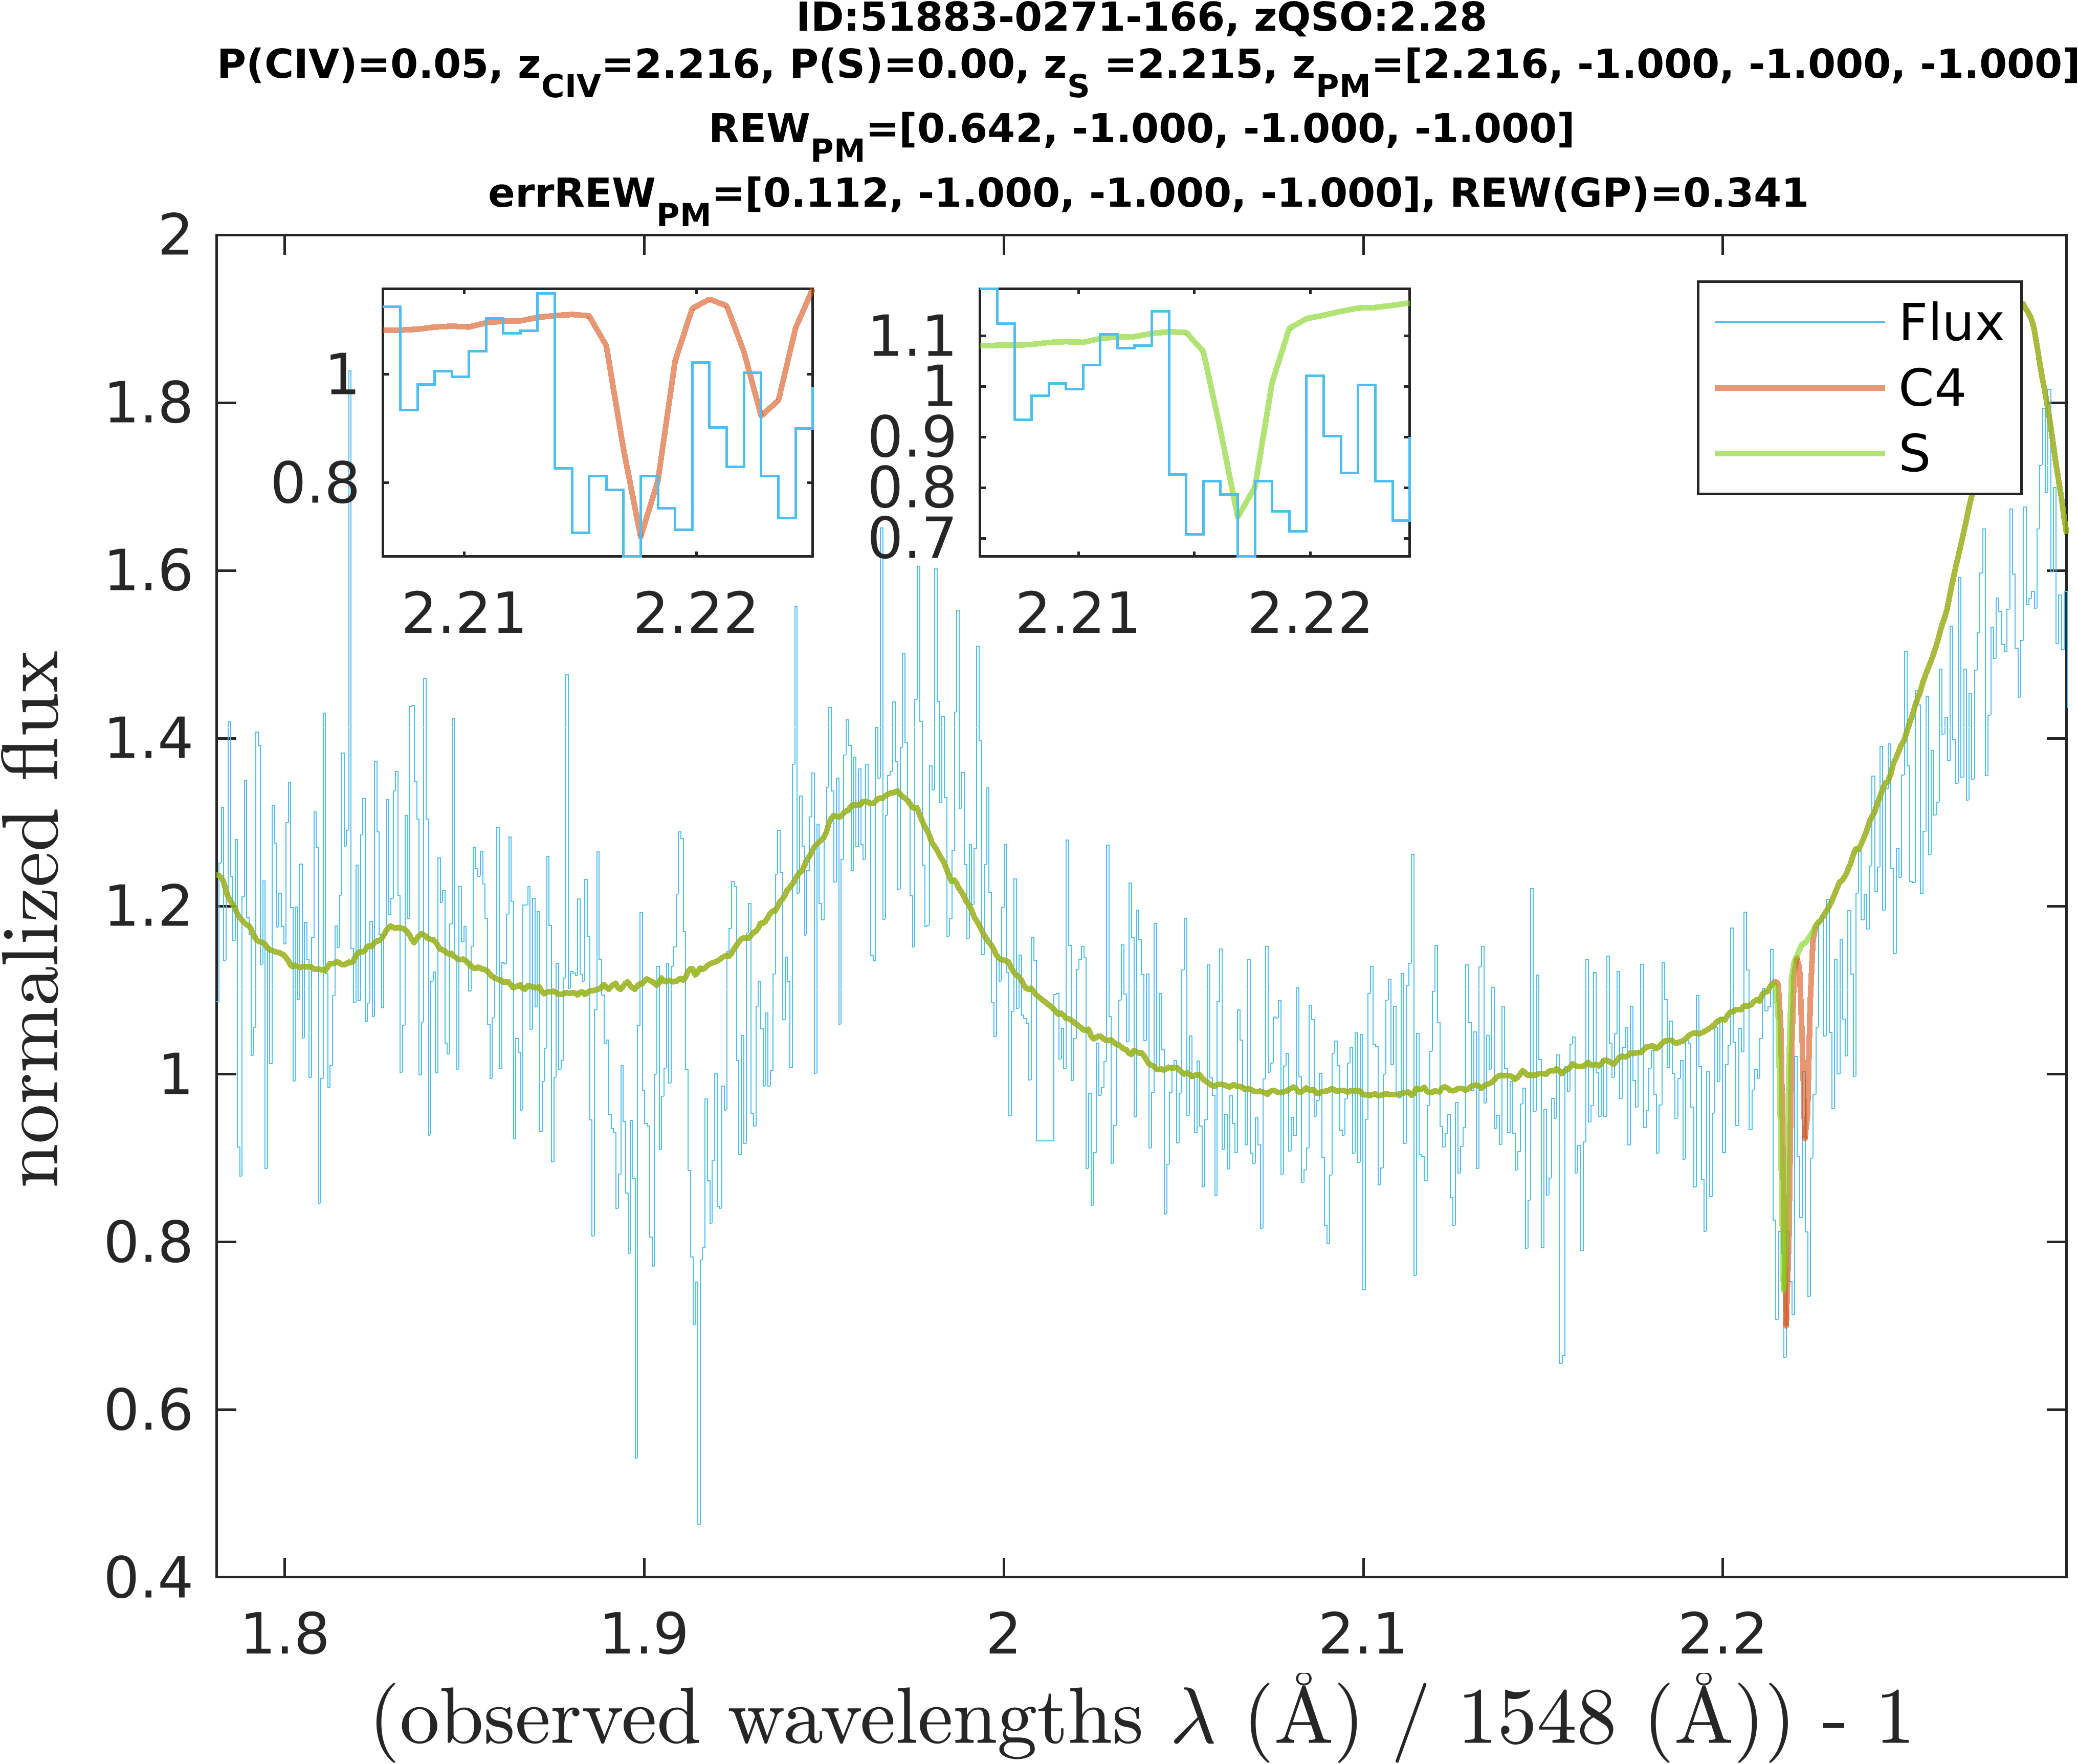 ID:51883-0271-166, zQSO:2.28
P(CIV)=0.05, zCIV=2.216, P(S)=0.00, zS =2.215, zPM=[2.216, -1.000, -1.000, -1.000]
REWPM=[0.642, -1.000, -1.000, -1.000]
errREWPM=[0.112, -1.000, -1.000, -1.000], REW(GP)=0.341
2
1.8
1.6
1.4
1.2
1
0.8
0.6
0.4
normalized flux
1
0.8
2.21 2.22
1.1
1
0.9
0.8
0.7
2.21 2.22
Flux
C4
S
1.8 1.9 2 2.1 2.2
(observed wavelengths λ (Å) / 1548 (Å)) - 1